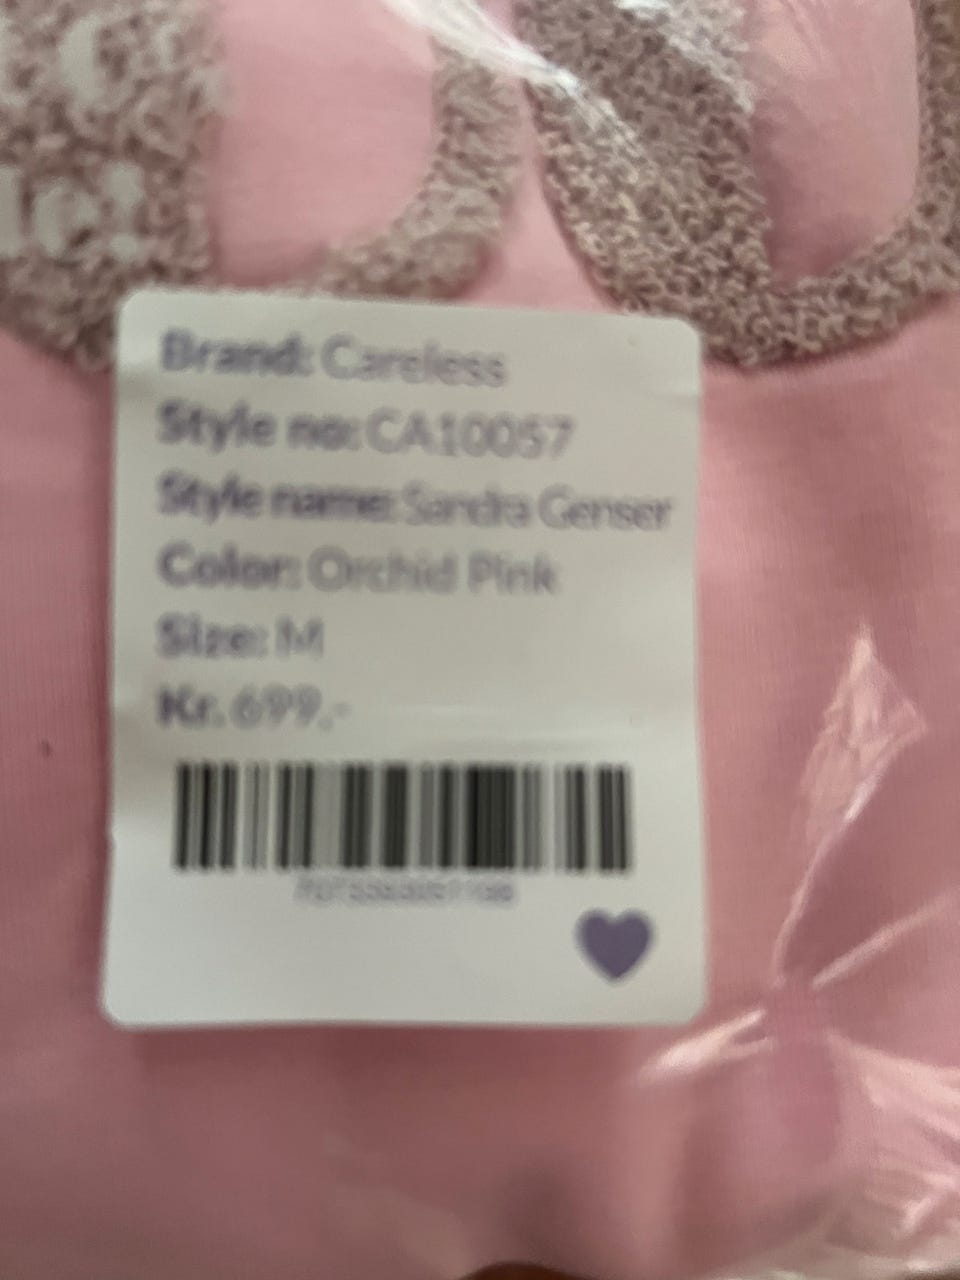 Brand: Careless
Style no: CA10057
Style name: Sandra Genser
Color: Orchid Pink
Size: M
Kr. 699,-